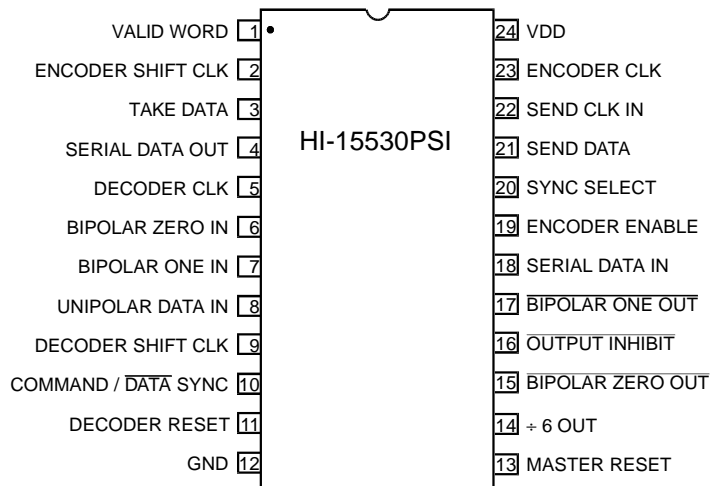 VALID WORD 1 24 VDD
ENCODER SHIFT CLK 2 23 ENCODER CLK
TAKE DATA 3 22 SEND CLK IN
HI-15530PSI
SERIAL DATA OUT 4 21 SEND DATA
DECODER CLK 5 20 SYNC SELECT
BIPOLAR ZERO IN 6 19 ENCODER ENABLE
BIPOLAR ONE IN 7 18 SERIAL DATA IN
UNIPOLAR DATA IN 8 17 BIPOLAR ONE OUT
DECODER SHIFT CLK 9 16 OUTPUT INHIBIT
COMMAND / DATA SYNC 10 15 BIPOLAR ZERO OUT
DECODER RESET 11 14 ÷ 6 OUT
GND 12 13 MASTER RESET